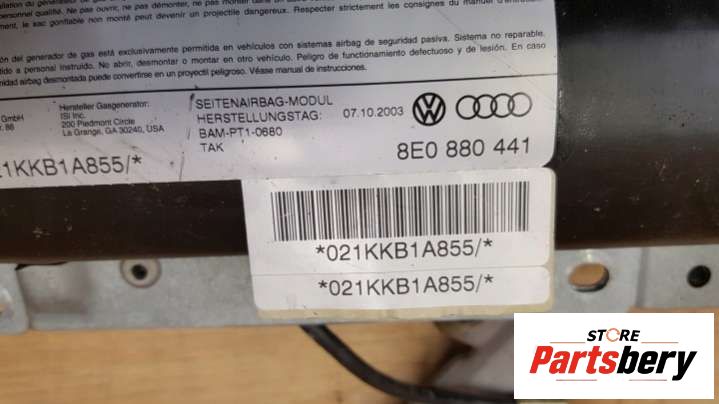 personnel qualifié. Ne pas ouvrir, ne pas démonter, ne pas monter dans un autre
ment, le sac gonflable non monté peut devenir un projectile dangereux. Respecter strictement les consignes du manuel d'
ión del generador de gas está exclusivamente permitida en vehículos con sistemas airbag de seguridad pasiva. Sistema no reparable.
tido a personal instruido. No abrir, desmontar o montar en otro vehículo. Peligro de funcionamiento defectuoso y de lesión. En caso
nidad airbag desmontada puede convertirse en un proyectil peligroso. Véase manual de instrucciones.
GmbH
r. 86
Hersteller Gasgenerator:
ISI Inc.
200 Piedmont Circle
La Grange, GA 30240, USA
SEITENAIRBAG-MODUL
HERSTELLUNGSTAG: 07.10.2003
BAM-PT1-0680
TAK
8E0 880 441
21KKB1A855/*
*021KKB1A855/*
*021KKB1A855/*
STORE
Partsbery